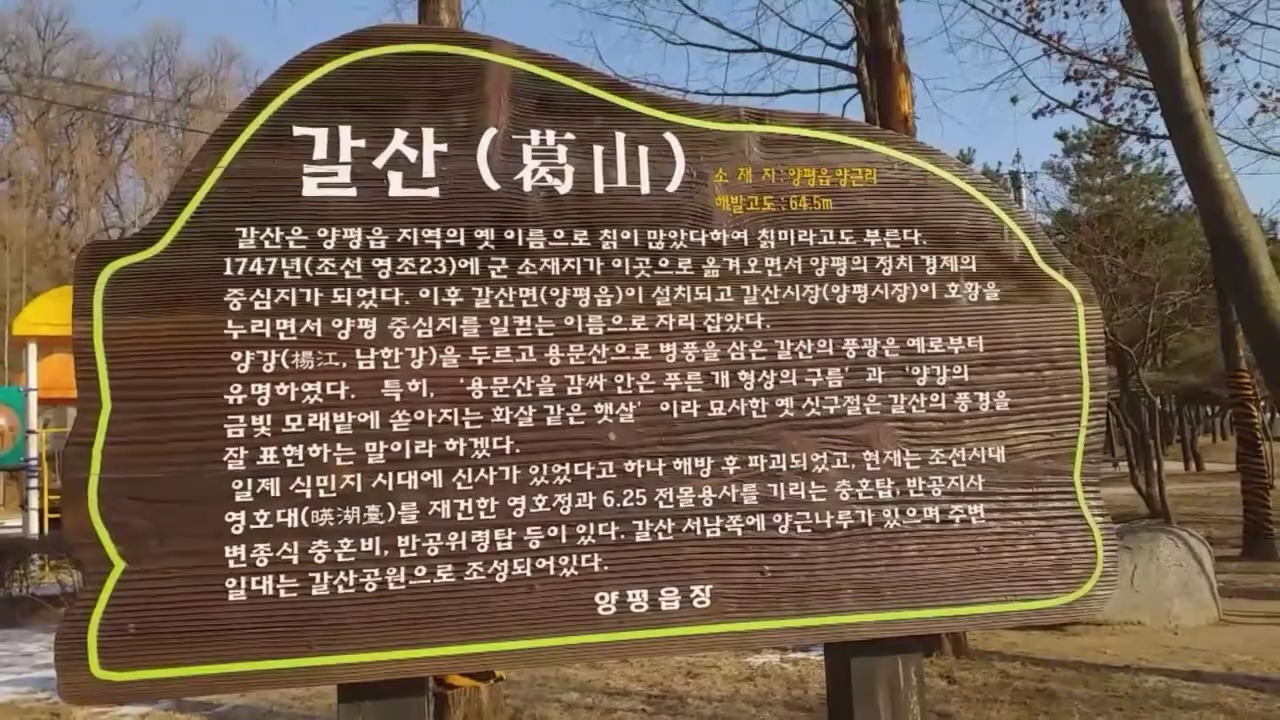 갈산(葛山)
소 재 지 : 양평읍 양근리
해발고도 : 64.5m
갈산은 양평읍 지역의 옛 이름으로 칡이 많았다하여 칡미라고도 부른다.
1747년(조선 영조23)에 군 소재지가 이곳으로 옮겨오면서 양평의 정치 경제의
중심지가 되었다. 이후 갈산면(양평읍)이 설치되고 갈산시장(양평시장)이 호황을
누리면서 양평 중심지를 일컫는 이름으로 자리 잡았다.
양강(楊江, 남한강)을 두르고 용문산으로 병풍을 삼은 갈산의 풍광은 예로부터
유명하였다. 특히, '용문산을 감싸 안은 푸른 개 형상의 구름' 과 '양강의
금빛 모래밭에 쏟아지는 화살 같은 햇살' 이라 묘사한 옛 싯구절은 갈산의 풍경을
잘 표현하는 말이라 하겠다.
일제 식민지 시대에 신사가 있었다고 하나 해방 후 파괴되었고, 현재는 조선시대
영호대(暎湖臺)를 재건한 영호정과 6.25 전몰용사를 기리는 충혼탑, 반공지사
변종식 충혼비, 반공위령탑 등이 있다. 갈산 서남쪽에 양근나루가 있으며 주변
일대는 갈산공원으로 조성되어있다.
양평읍장